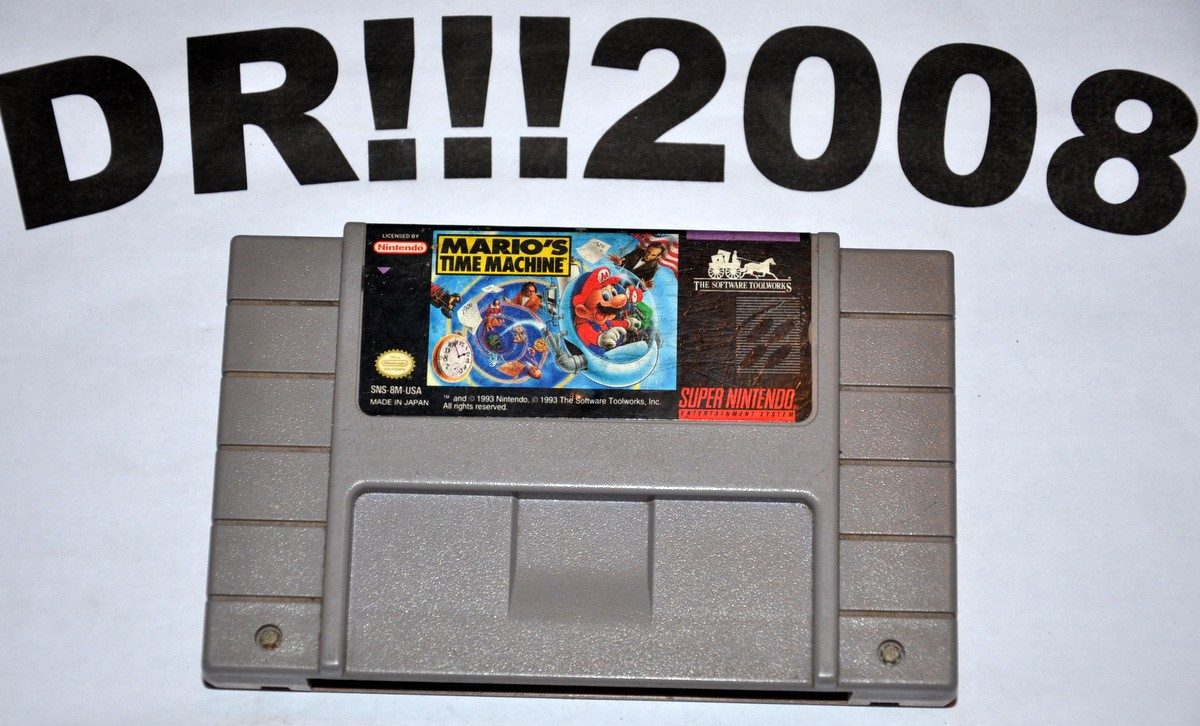 DR!!!2008
LICENSED BY
Nintendo
MARIO'S
TIME MACHINE
THE SOFTWARE TOOLWORKS
SNS-8M-USA
MADE IN JAPAN
™ and © 1993 Nintendo. © 1993 The Software Toolworks, Inc.
All rights reserved.
SUPER NINTENDO
ENTERTAINMENT SYSTEM